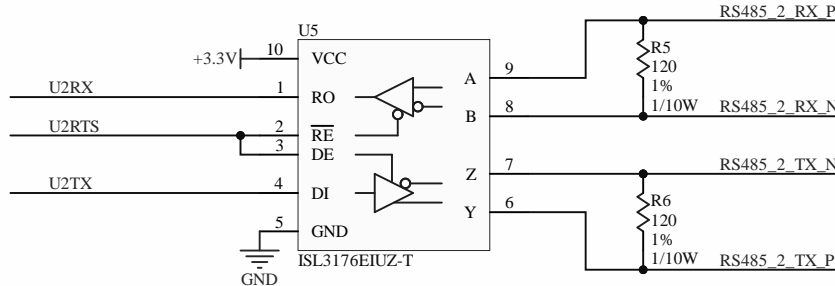 U5
RS485_2_RX_P
+3.3V
10
VCC
A
9
R5
120
1%
1/10W
U2RX
1
RO
B
8
RS485_2_RX_N
U2RTS
2
RE
3
DE
Z
7
RS485_2_TX_N
U2TX
4
DI
Y
6
R6
120
1%
1/10W
5
GND
GND
ISL3176EIUZ-T
RS485_2_TX_P